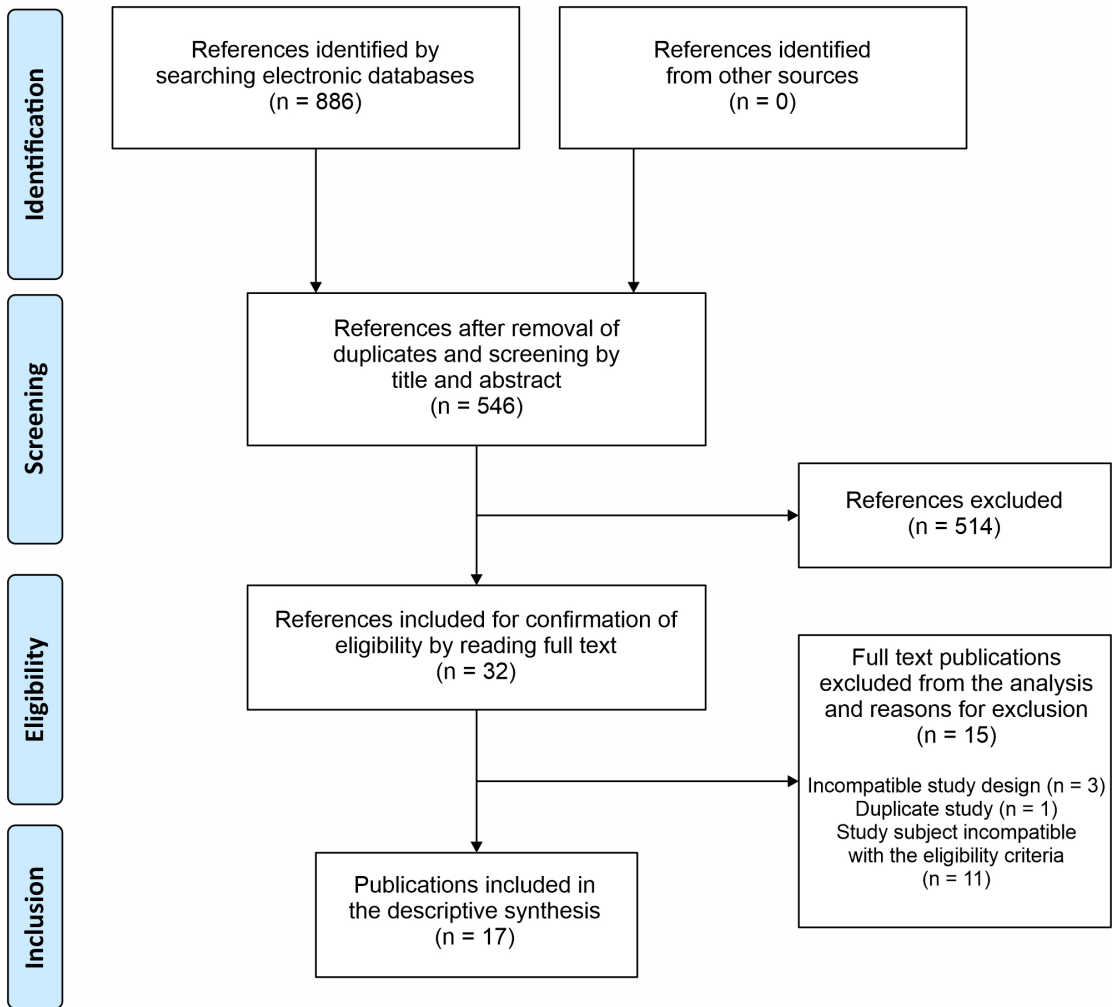 Identification
References identified by
searching electronic databases
(n = 886)
References identified
from other sources
(n = 0)
Screening
References after removal of
duplicates and screening by
title and abstract
(n = 546)
References excluded
(n = 514)
Eligibility
References included for confirmation of
eligibility by reading full text
(n = 32)
Full text publications
excluded from the analysis
and reasons for exclusion
(n = 15)
Incompatible study design (n = 3)
Duplicate study (n = 1)
Study subject incompatible
with the eligibility criteria
(n = 11)
Inclusion
Publications included in
the descriptive synthesis
(n = 17)